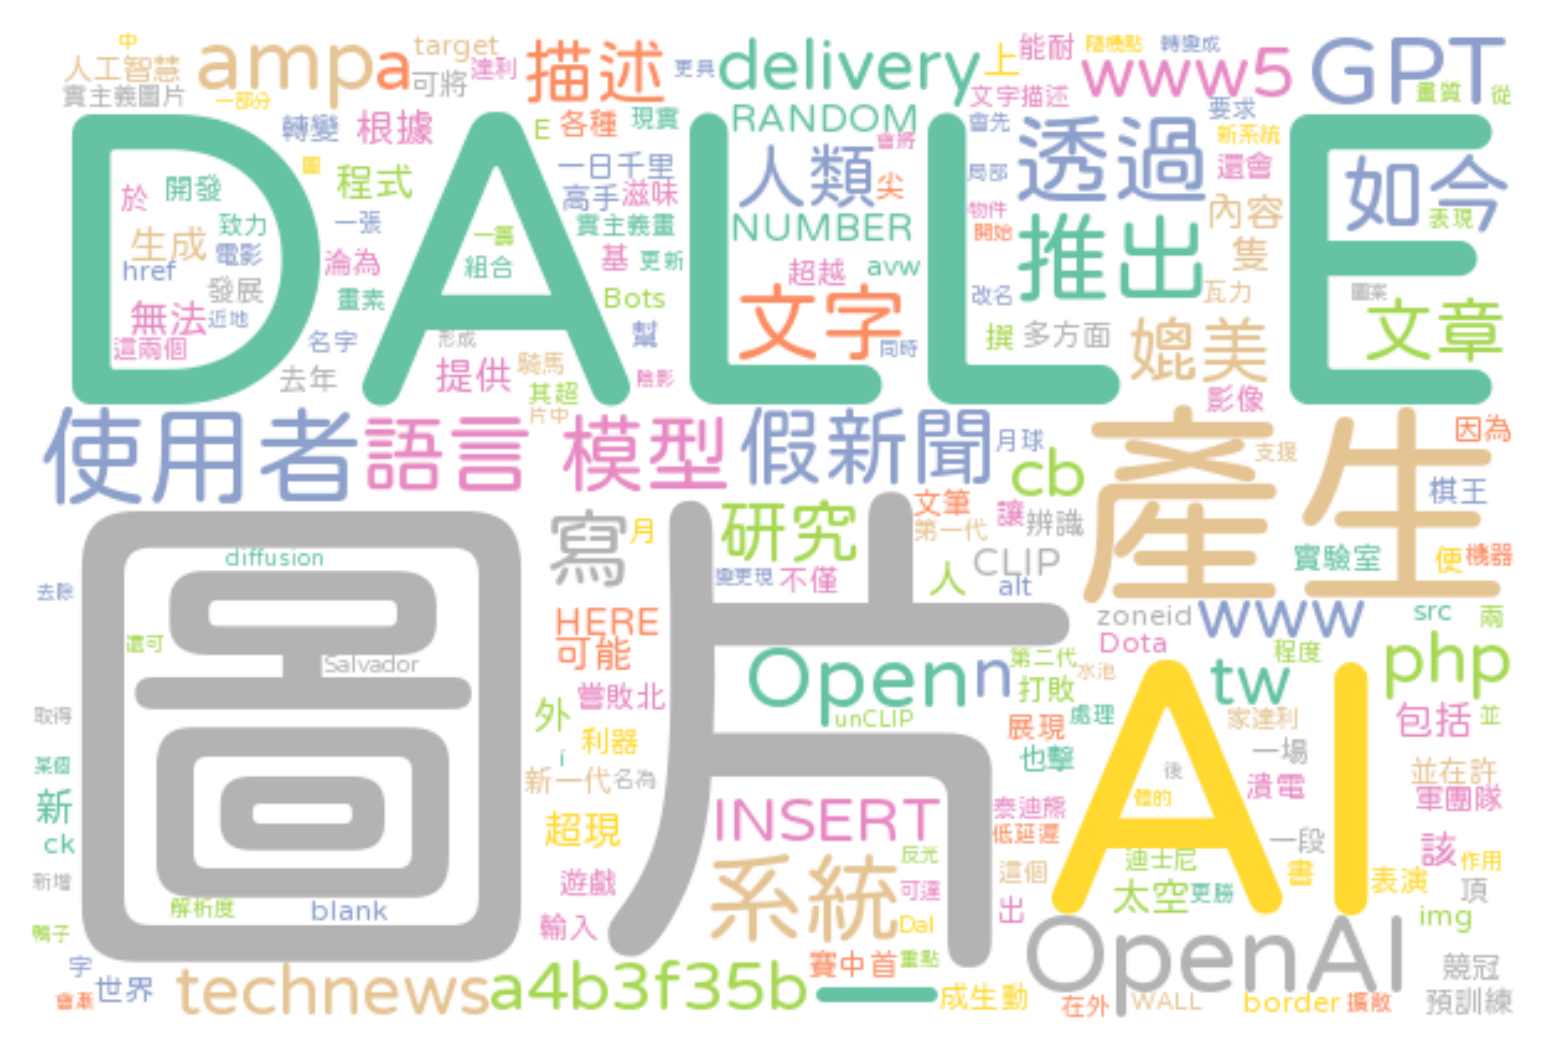 中
人工智慧
ampa
target
可將
達利
描述
更具
delivery
上
能耐
隨機點
轉變成
www5
GPT
畫質
從
實主義圖片
一部分
文字描述
要求
DALL
E
轉變
根據
E
各種
現實
RANDOM
會將
會先
透過
新系統
圖
程式
一日千里
人類
尖
局部
還會
如今
表現
於
開發
高手
滋味
物件
內容
致力
一張
一籌
實主義畫
NUMBER
開始
推出
生成
電影
淪為
組合
基
更新
超越
avw
隻
href
發展
畫素
Bots
文字
改名
瓦力
圖案
無法
近地
名字
形成
幫
同時
撰
多方面
媲美
文章
這兩個
去年
提供
騎馬
其超
陰影
影像
片中
使用者
語言
模型
假新聞
月球
產生
支援
因為
cb
棋王
圖片
寫
月
研究
文筆
讓
辨識
第一代
diffusion
變更現
不僅
人
CLIP
alt
實驗室
便
機器
去除
HERE
zoneid
www
src
兩
還可
可能
Dota
Salvador
Open
n
第二代
水池
AI
tw
程度
php
嘗敗北
打敗
取得
外
unCLIP
展現
處理
家達利
包括
並
利器
也擊
一場
某個
i
新一代
名為
後
並在許
新
超現
INSERT
泰迪熊
體的
潰電
軍團隊
ck
低延遲
一段
該
系統
反光
迪士尼
作用
新增
遊戲
可達
這個
太空
更勝
書
表演
頂
解析度
blank
輸入
Dal
出
img
鴨子
OpenAI
字
世界
technews
a4b3f35b
賽中首
重點
競冠
會漸
一
成生動
在外
WALL
border
擴散
預訓練